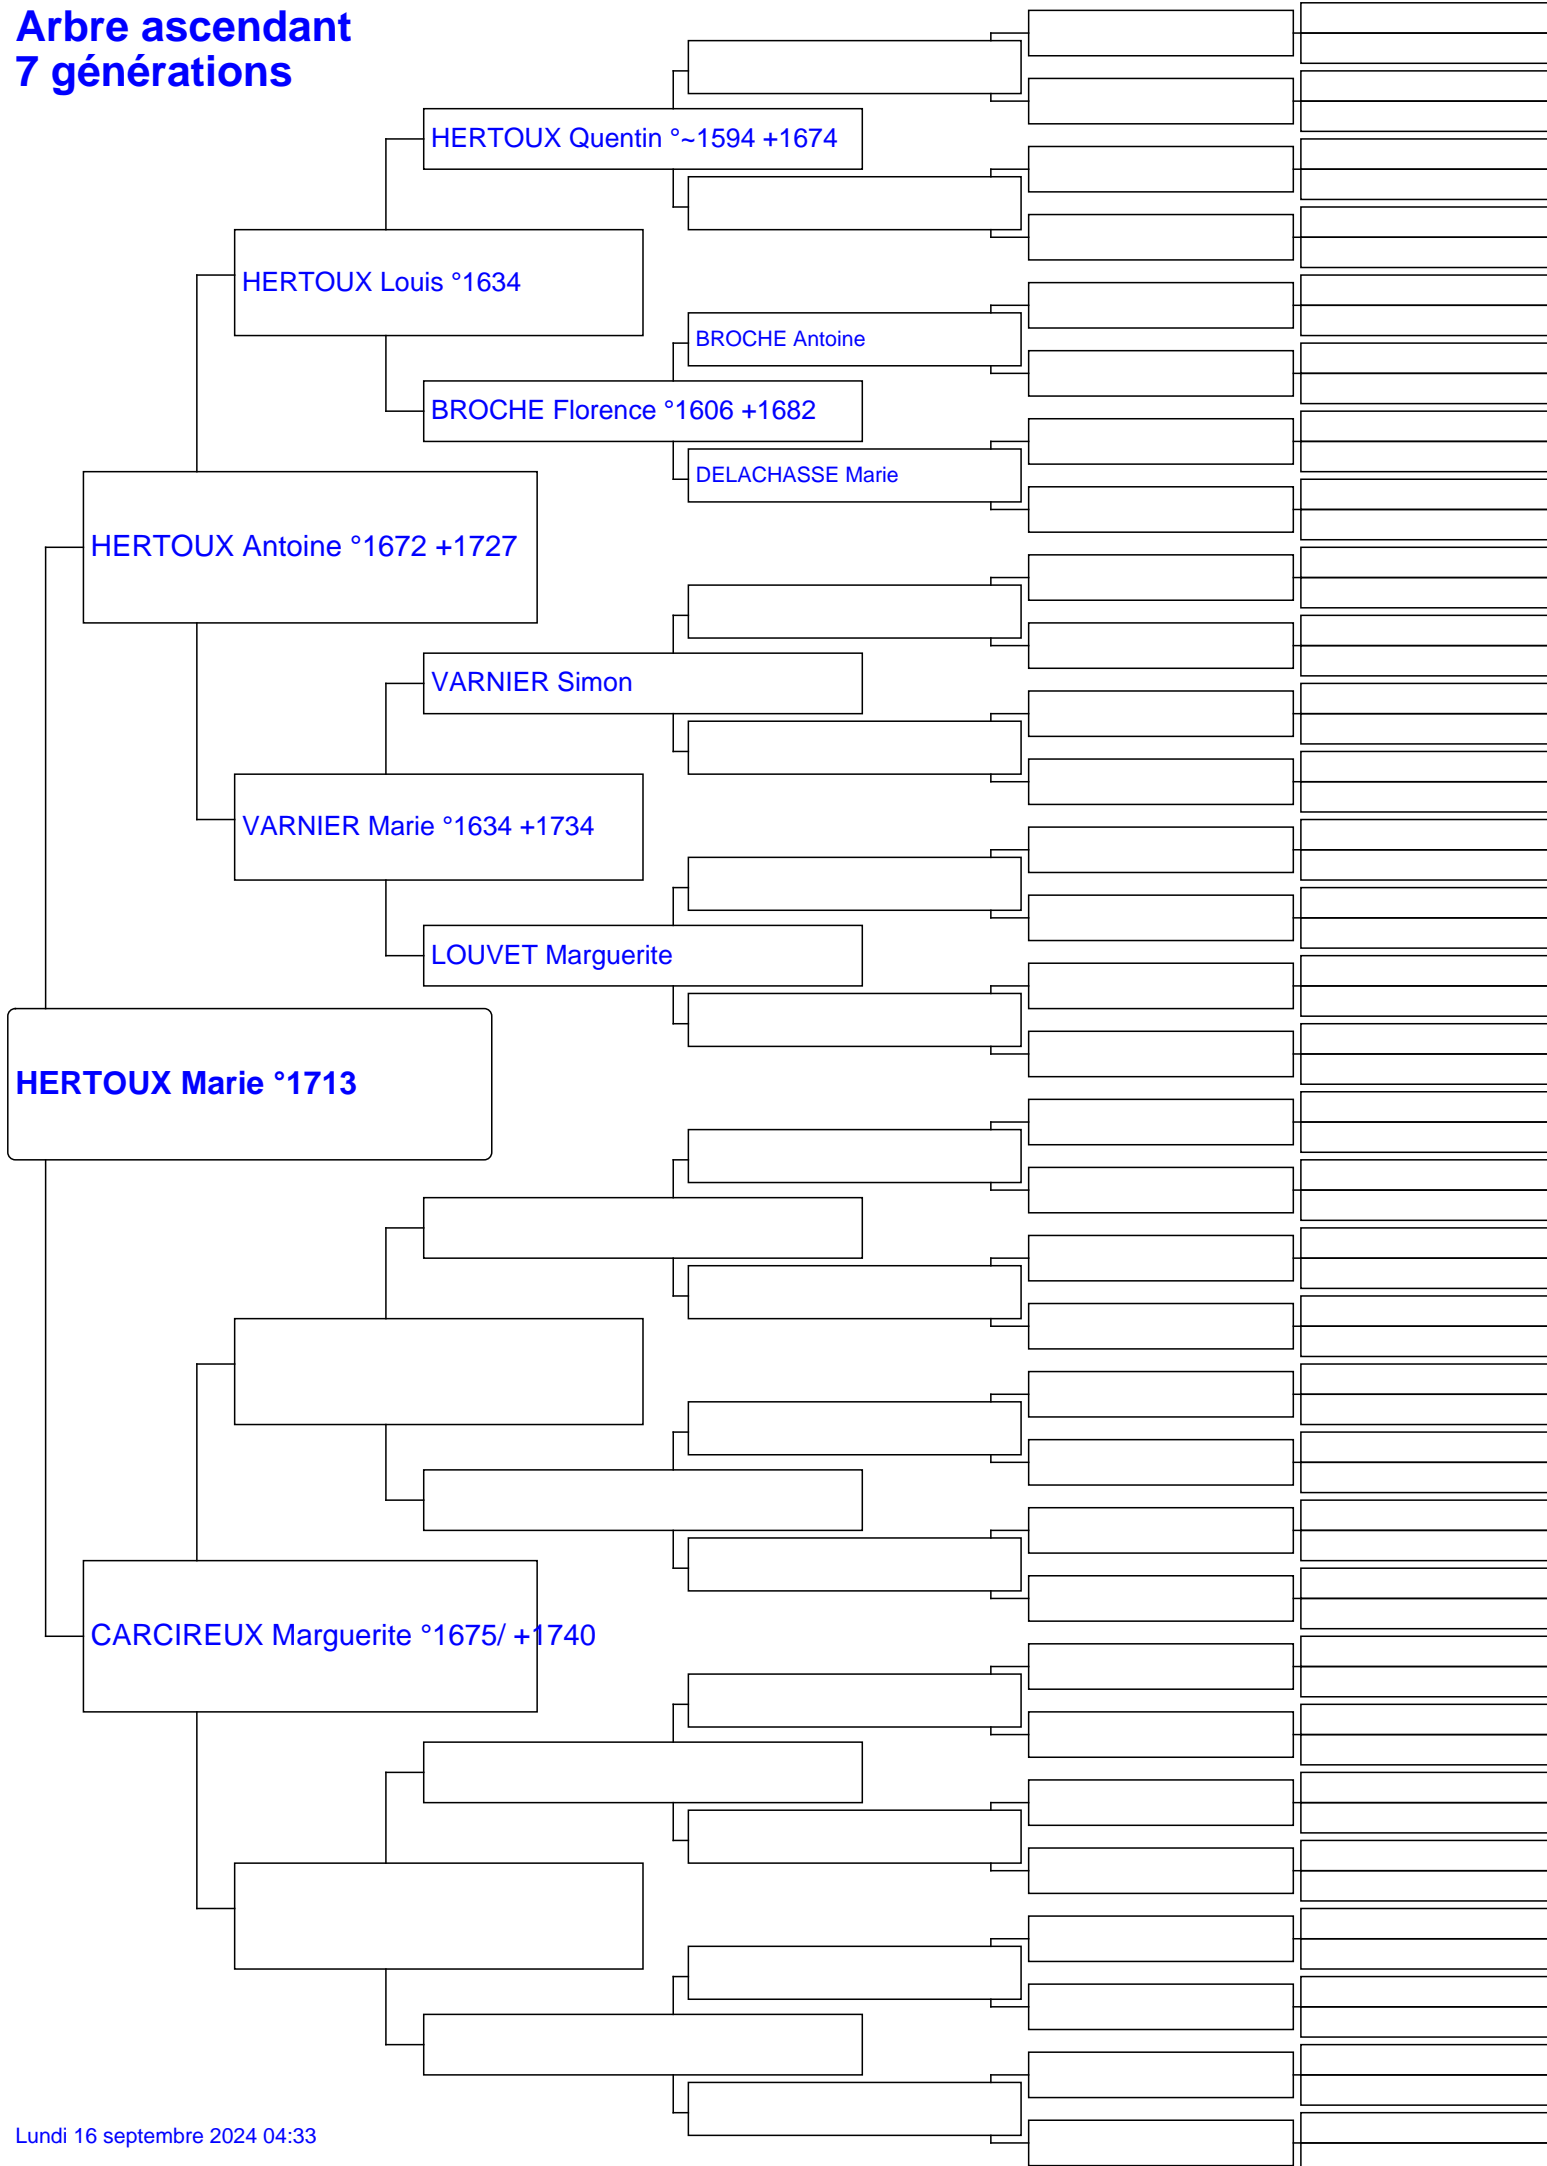 Arbre ascendant
7 générations
HERTOUX Quentin °~1594 +1674
HERTOUX Louis °1634
BROCHE Antoine
BROCHE Florence °1606 +1682
DELACHASSE Marie
HERTOUX Antoine °1672 +1727
VARNIER Simon
VARNIER Marie °1634 +1734
LOUVET Marguerite
HERTOUX Marie °1713
CARCIREUX Marguerite °1675/ +1740
Lundi 16 septembre 2024 04:33